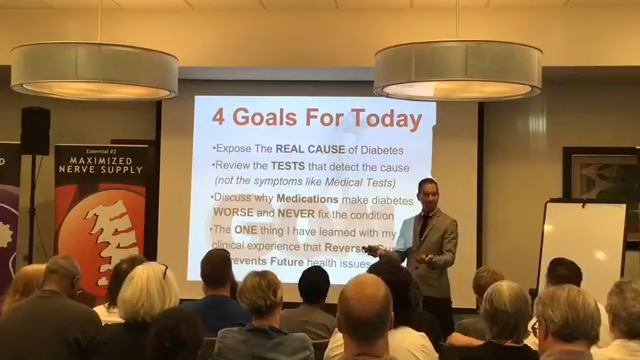 4 Goals For Today
•Expose The REAL CAUSE of Diabetes
•Review the TESTS that detect the cause
(not the symptoms like Medical Tests)
•Discuss why Medications make diabetes
WORSE and NEVER fix the condition
•The ONE thing I have learned with my
clinical experience that
Future health issues
Essential #2
MAXIMIZED
NERVE SUPPLY